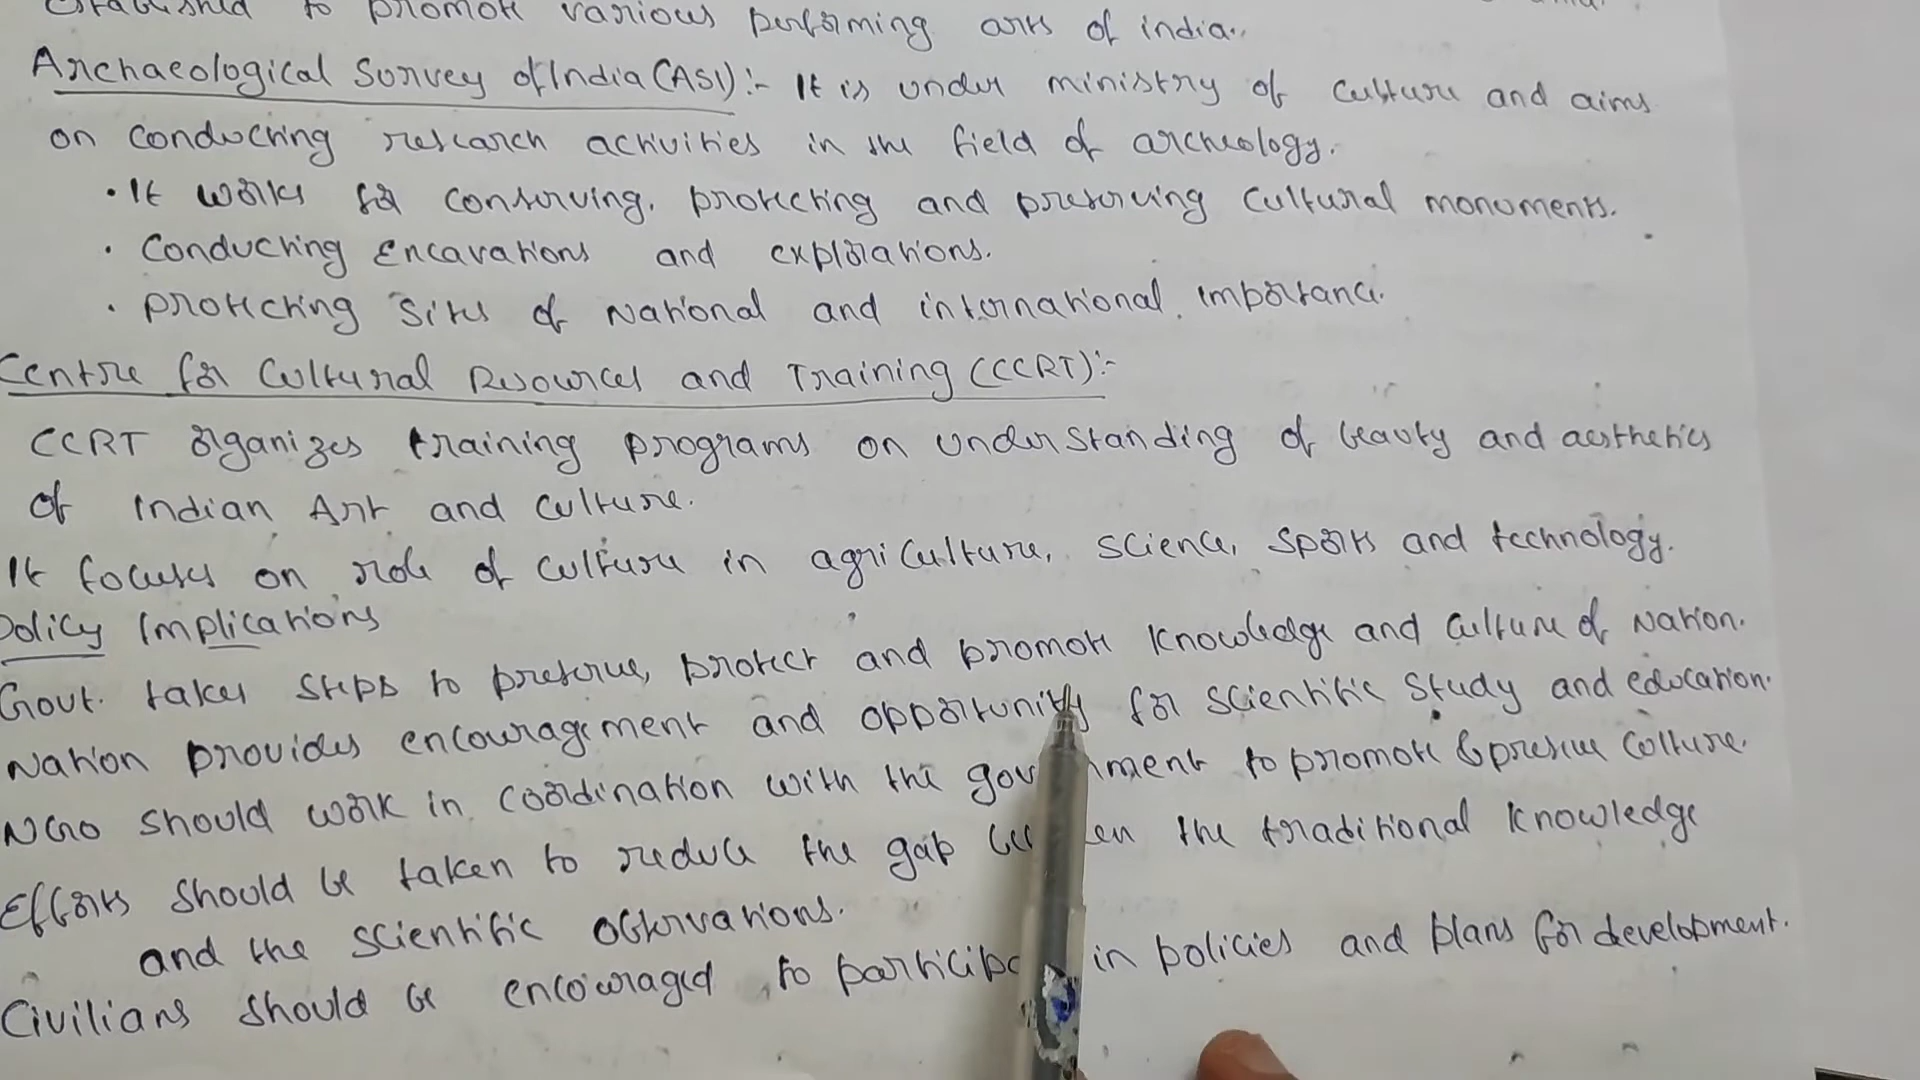 Established to promote various performing arts of india..
Archaeological Survey of India (ASI):- It is under ministry of culture and aims
on conducting research activities in the field of archeology.
• It works for conserving, protecting and preserving cultural monuments.
• Conducting Encavations and explorations.
• Protecting Sites of National and international importance.
Centre for Cultural Resources and Training (CCRT):-
CCRT organizes training programs on understanding of beauty and aesthetics
of Indian Art and Culture.
It focuses on role of culture in agriculture, science, sports and technology.
Policy Implications
Govt. takes steps to preserve, protect and promote knowledge and culture of Nation.
Nation provides encouragement and opportunity for scientific study and education.
NGO should work in coordination with the government to promote & preserve culture.
Efforts should be taken to reduce the gap between the traditional knowledge
and the scientific observations.
Civilians should be encouraged to participate in policies and plans for development.